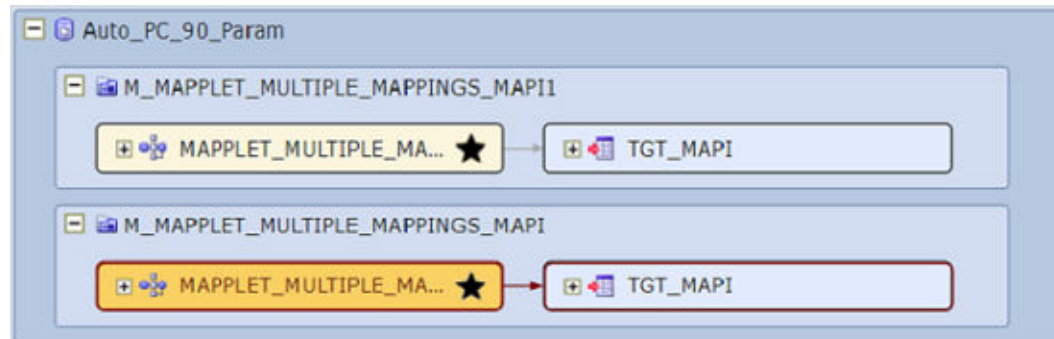 Auto_PC_90_Param
M_MAPPLET_MULTIPLE_MAPPINGS_MAPI1
MAPPLET_MULTIPLE_MA... TGT_MAPI
M_MAPPLET_MULTIPLE_MAPPINGS_MAPI
MAPPLET_MULTIPLE_MA... TGT_MAPI